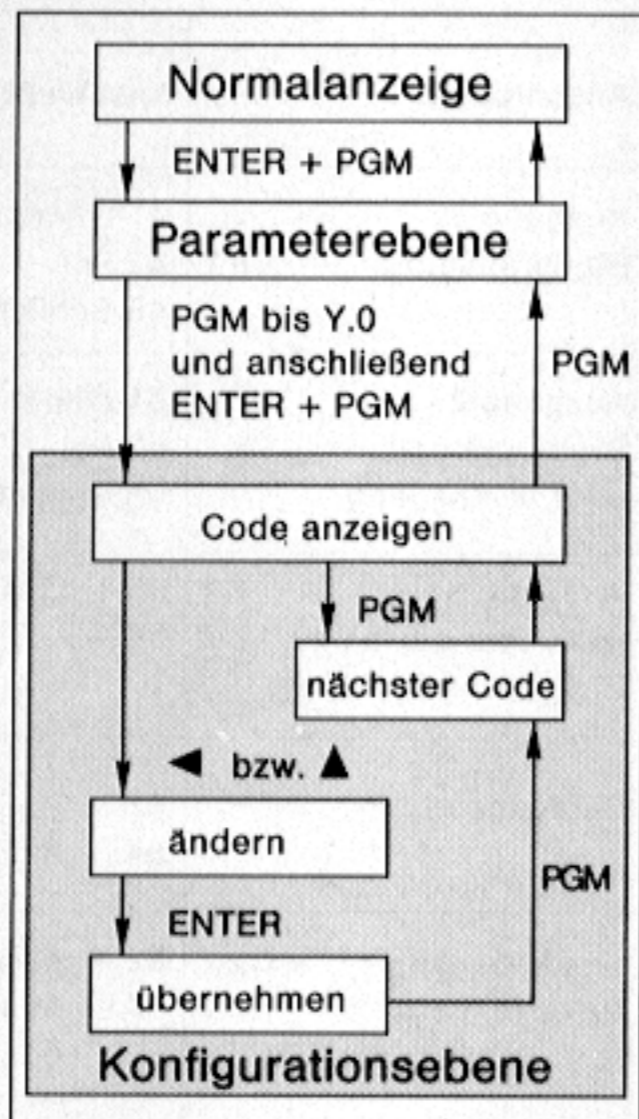 Normalanzeige
ENTER + PGM
Parameterebene
PGM bis Y.0
und anschließend
ENTER + PGM
PGM
Code anzeigen
PGM
nächster Code
◄ bzw. ▲
ändern
PGM
ENTER
übernehmen
Konfigurationsebene